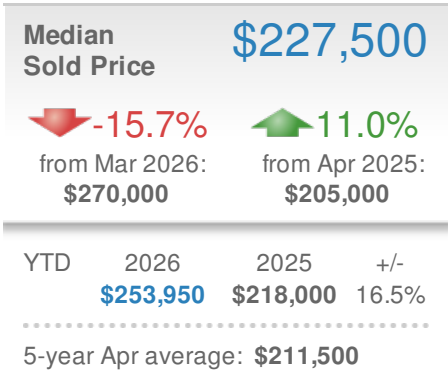 Median $227,500
Sold Price
-15.7% 11.0%
from Mar 2026: from Apr 2025:
$270,000 $205,000
YTD 2026 2025 +/-
$253,950 $218,000 16.5%
5-year Apr average: $211,500